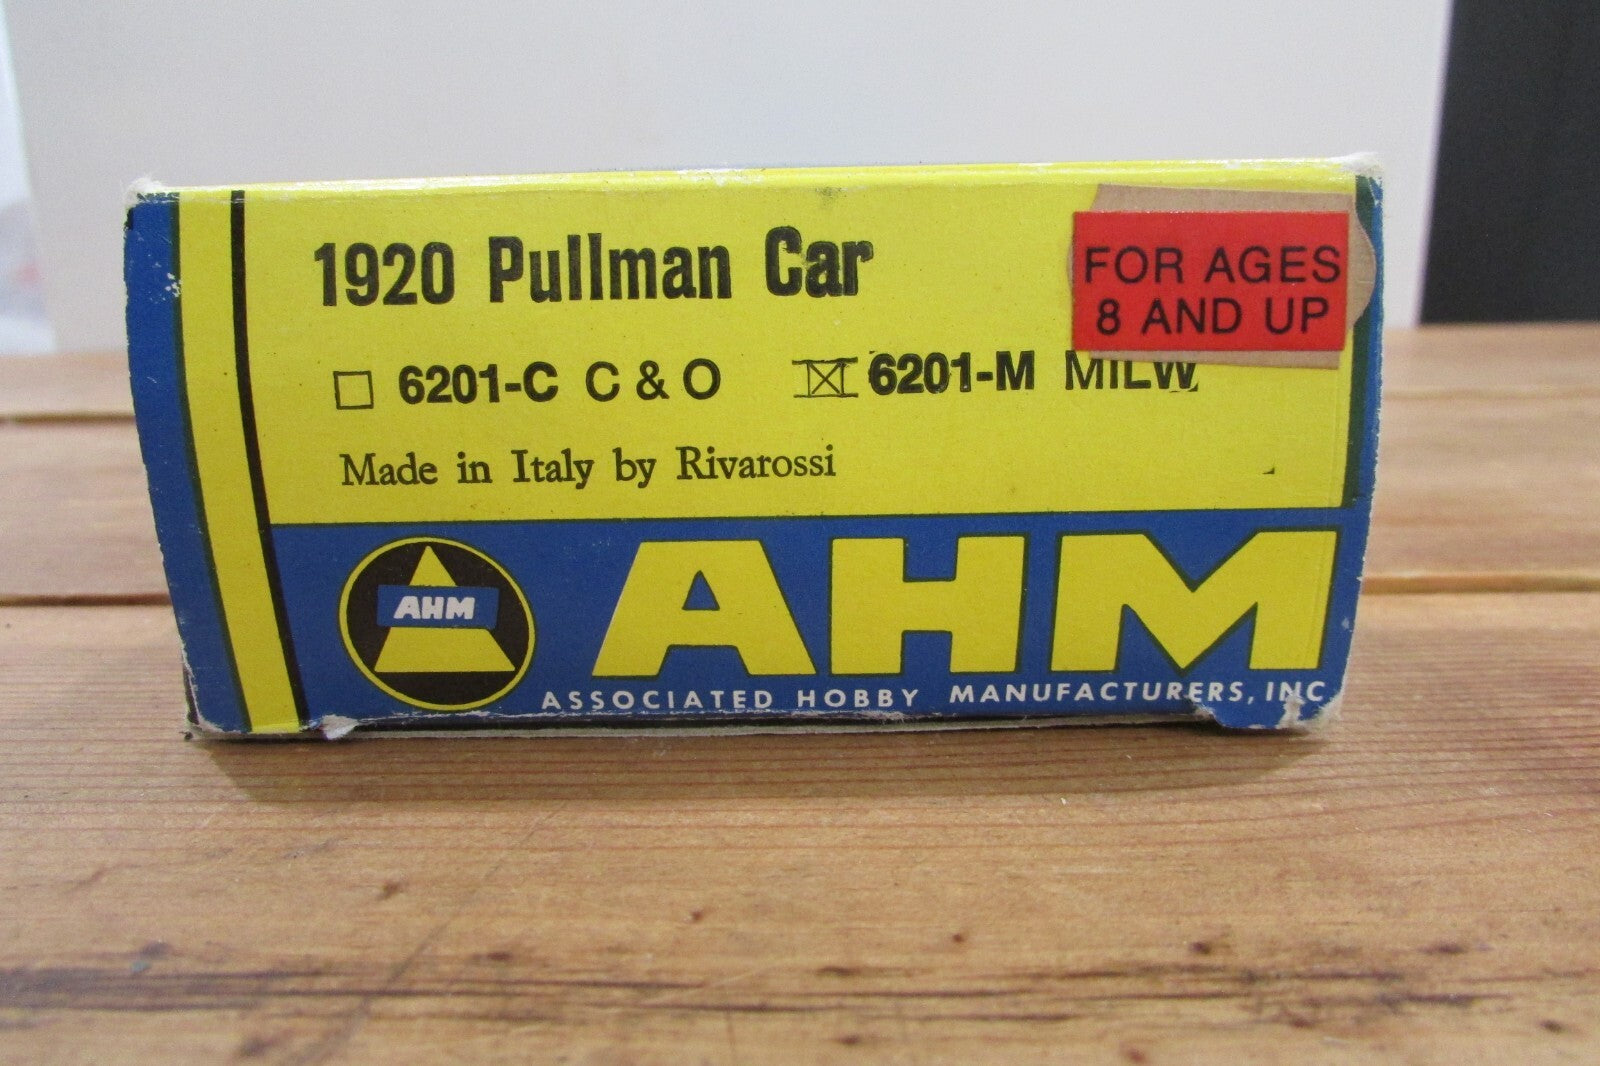 1920 Pullman Car
FOR AGES
8 AND UP
6201-C C & O 6201-M MILW
Made in Italy by Rivarossi
AHM
AHM
ASSOCIATED HOBBY MANUFACTURERS, INC.